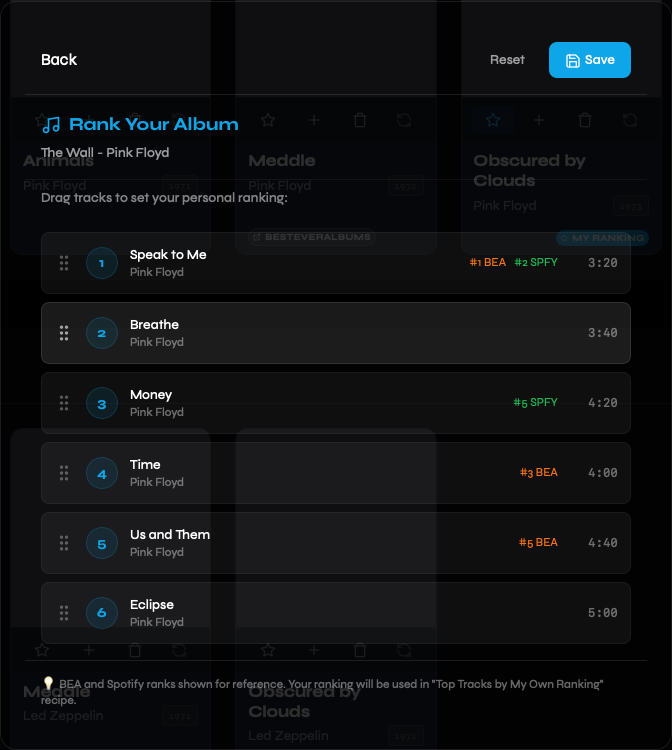 Back
Reset
Save
Rank Your Album
The Wall - Pink Floyd
Animals
Pink Floyd
1977
Meddle
Pink Floyd
1971
Obscured by
Clouds
Pink Floyd
Drag tracks to set your personal ranking:
BESTEVERALBUMS
MY RANKING
1
Speak to Me
Pink Floyd
#1 BEA
#2 SPFY
3:20
2
Breathe
Pink Floyd
3:40
3
Money
Pink Floyd
#5 SPFY
4:20
4
Time
Pink Floyd
#3 BEA
4:00
5
Us and Them
Pink Floyd
#5 BEA
4:40
6
Eclipse
Pink Floyd
5:00
💡 BEA and Spotify ranks shown for reference. Your ranking will be used in "Top Tracks by My Own Ranking"
recipe.
Meddle
Led Zeppelin
1971
Obscured by
Clouds
Led Zeppelin